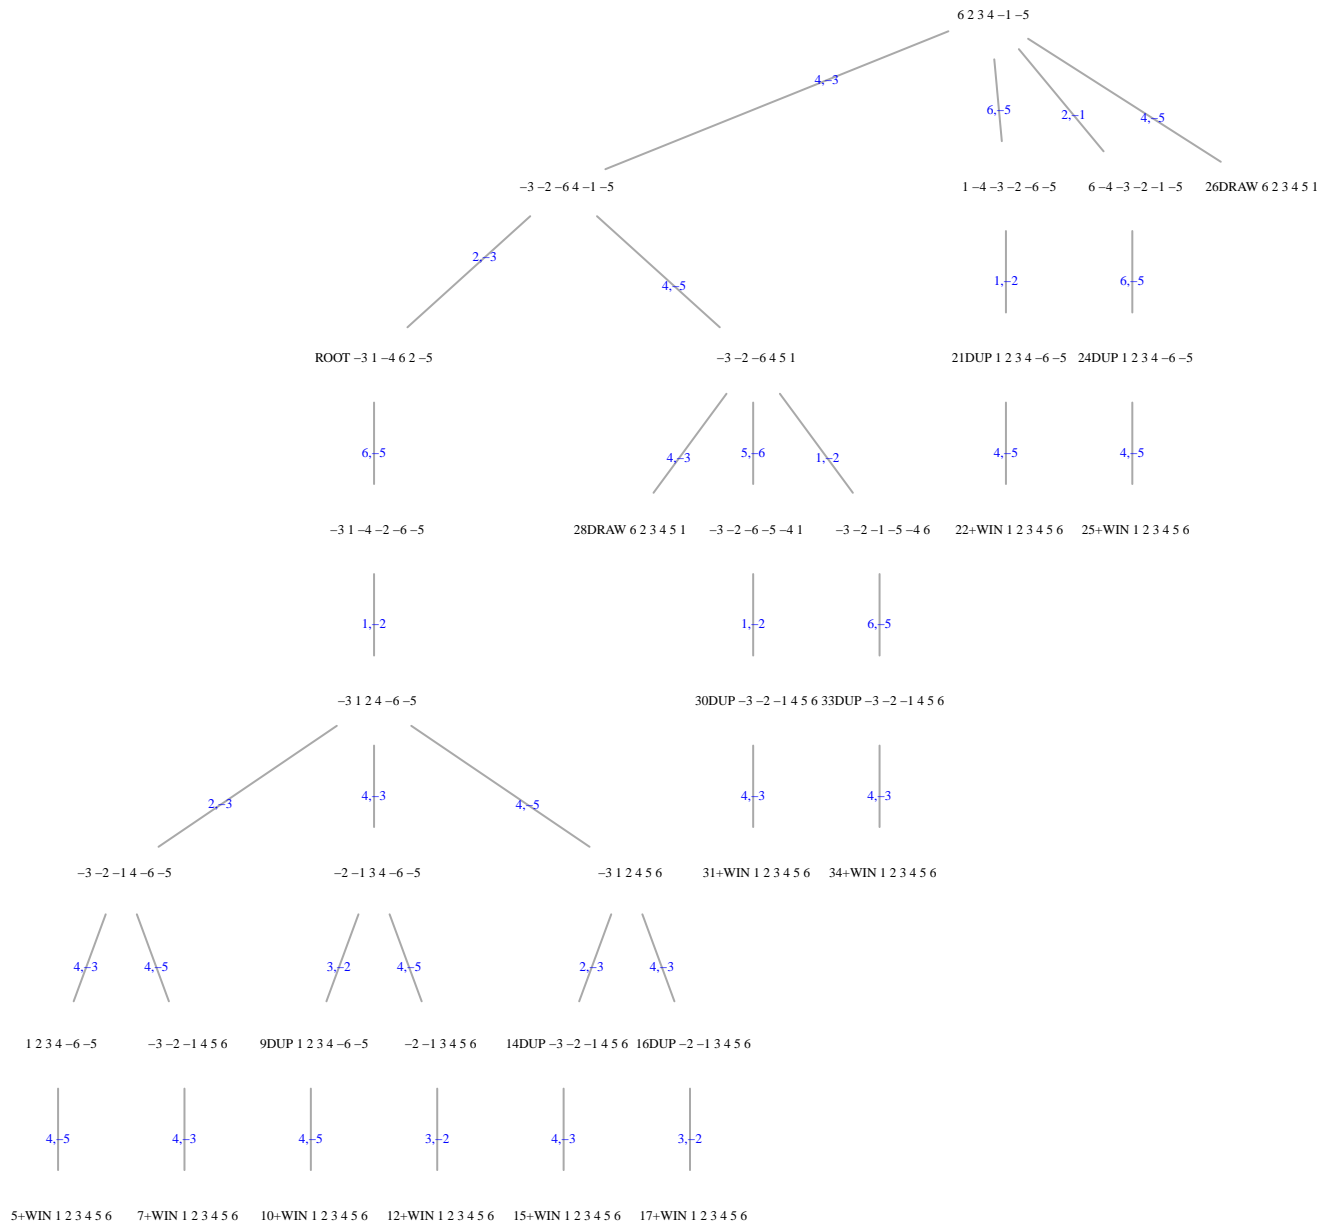 6 2 3 4 −1 −5
4,−3
6,−5
2,−1
4,−5
−3 −2 −6 4 −1 −5
1 −4 −3 −2 −6 −5
6 −4 −3 −2 −1 −5
26DRAW 6 2 3 4 5 1
2,−3
4,−5
1,−2
6,−5
ROOT −3 1 −4 6 2 −5
−3 −2 −6 4 5 1
21DUP 1 2 3 4 −6 −5
24DUP 1 2 3 4 −6 −5
6,−5
4,−3
5,−6
1,−2
4,−5
4,−5
−3 1 −4 −2 −6 −5
28DRAW 6 2 3 4 5 1
−3 −2 −6 −5 −4 1
−3 −2 −1 −5 −4 6
22+WIN 1 2 3 4 5 6
25+WIN 1 2 3 4 5 6
1,−2
1,−2
6,−5
−3 1 2 4 −6 −5
30DUP −3 −2 −1 4 5 6
33DUP −3 −2 −1 4 5 6
2,−3
4,−3
4,−5
4,−3
4,−3
−3 −2 −1 4 −6 −5
−2 −1 3 4 −6 −5
−3 1 2 4 5 6
31+WIN 1 2 3 4 5 6
34+WIN 1 2 3 4 5 6
4,−3
4,−5
3,−2
4,−5
2,−3
4,−3
1 2 3 4 −6 −5
−3 −2 −1 4 5 6
9DUP 1 2 3 4 −6 −5
−2 −1 3 4 5 6
14DUP −3 −2 −1 4 5 6
16DUP −2 −1 3 4 5 6
4,−5
4,−3
4,−5
3,−2
4,−3
3,−2
5+WIN 1 2 3 4 5 6
7+WIN 1 2 3 4 5 6
10+WIN 1 2 3 4 5 6
12+WIN 1 2 3 4 5 6
15+WIN 1 2 3 4 5 6
17+WIN 1 2 3 4 5 6